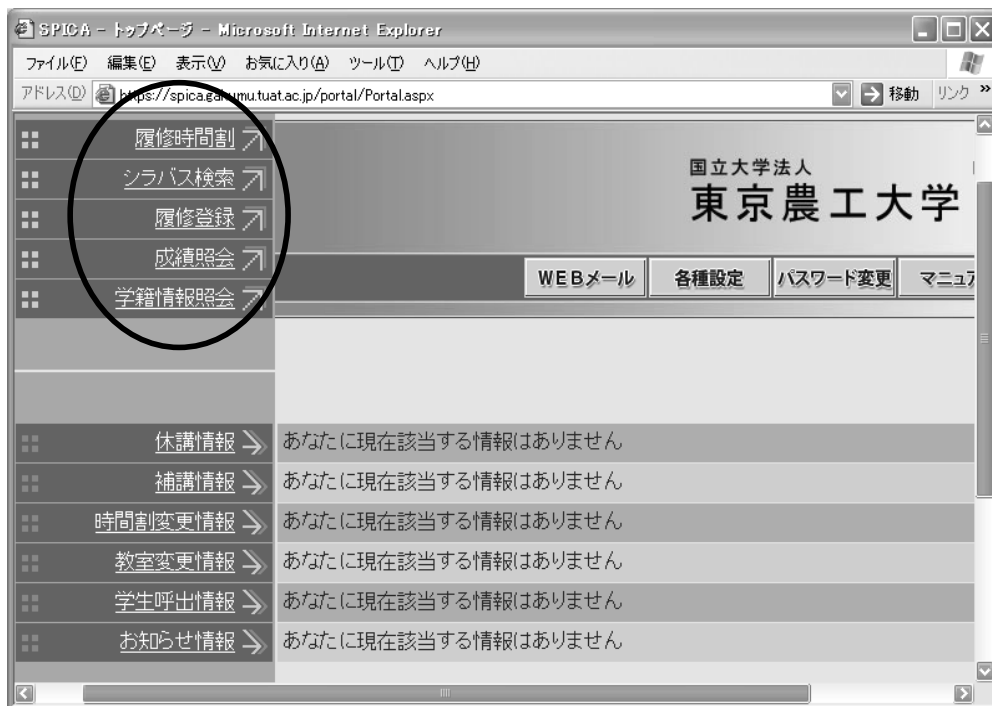 SPICA - トップページ - Microsoft Internet Explorer
ファイル(F) 編集(E) 表示(V) お気に入り(A) ツール(T) ヘルプ(H)
アドレス(D) https://spica.gakumu.tuat.ac.jp/portal/Portal.aspx 移動 リンク »
履修時間割
シラバス検索
履修登録
成績照会
学籍情報照会
国立大学法人
東京農工大学
WEBメール 各種設定 パスワード変更 マニュア
休講情報 あなたに現在該当する情報はありません
補講情報 あなたに現在該当する情報はありません
時間割変更情報 あなたに現在該当する情報はありません
教室変更情報 あなたに現在該当する情報はありません
学生呼出情報 あなたに現在該当する情報はありません
お知らせ情報 あなたに現在該当する情報はありません